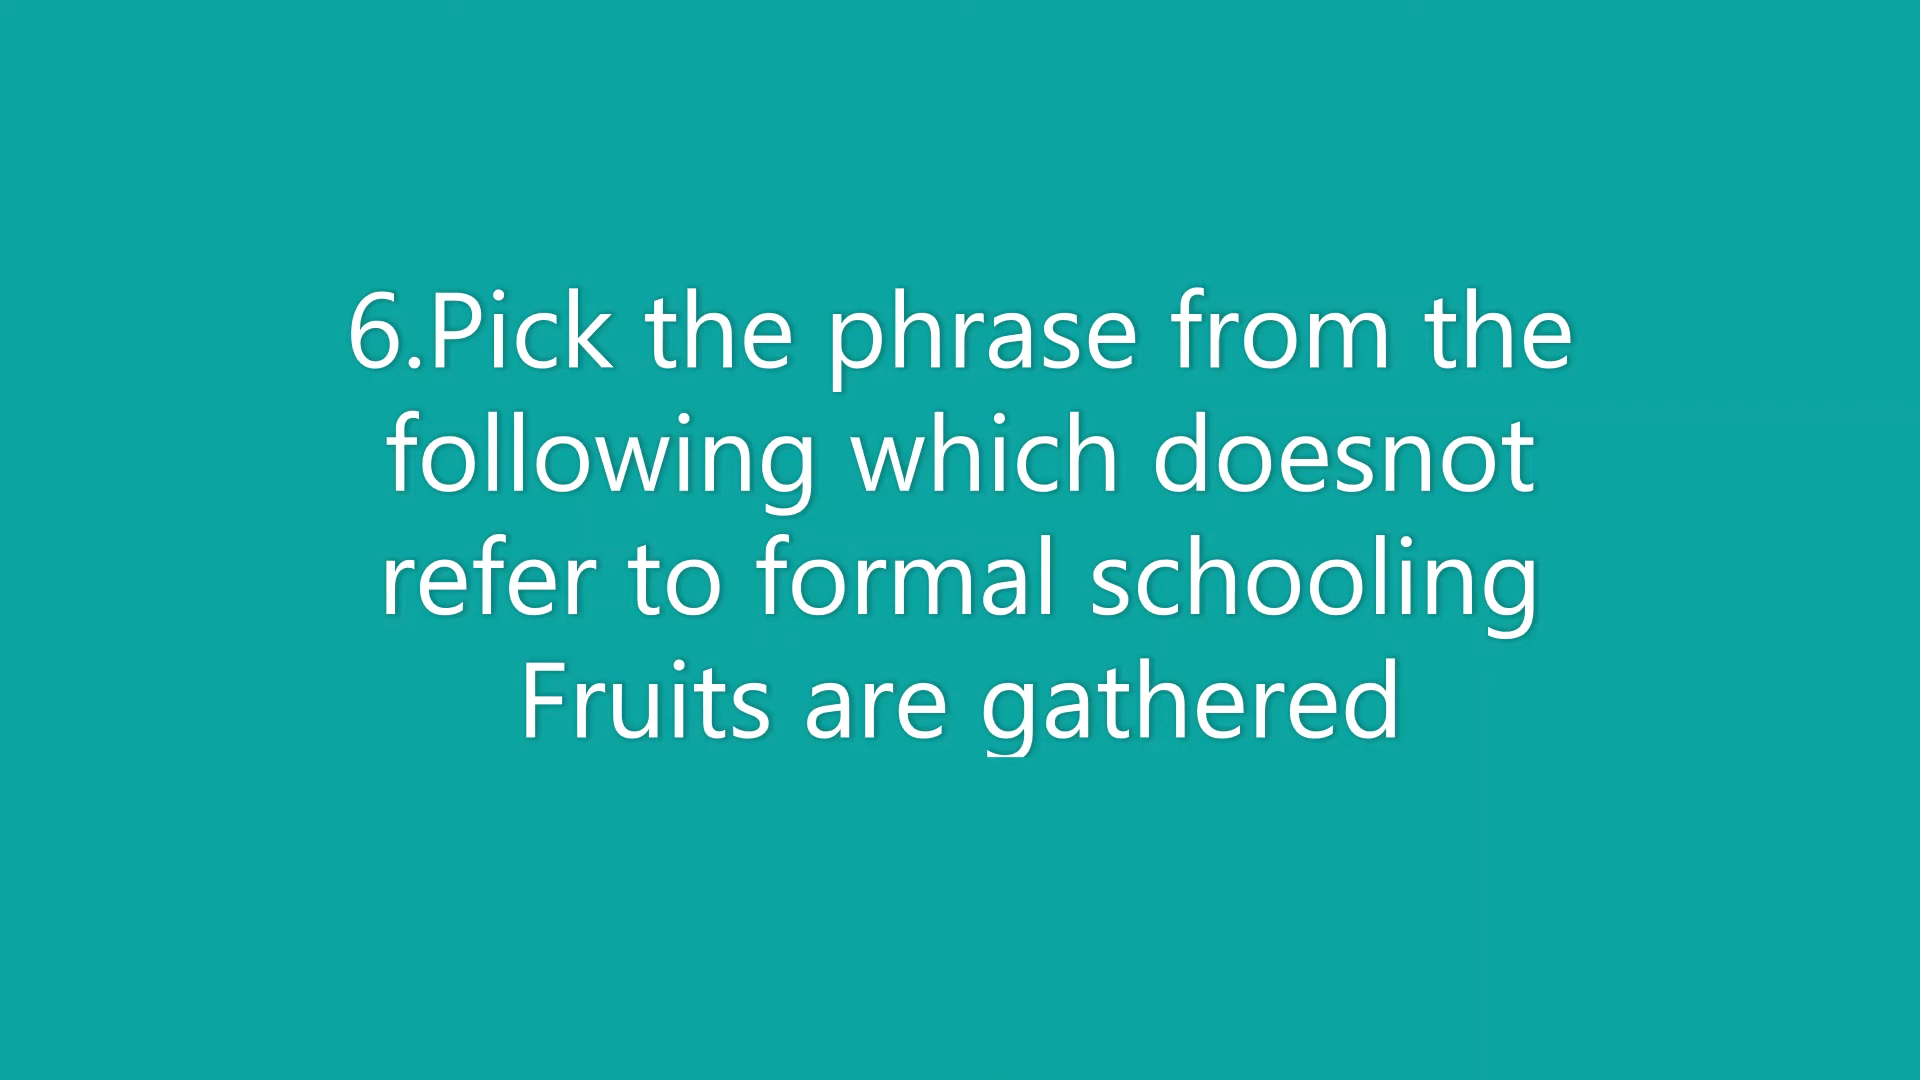 6.Pick the phrase from the
following which doesnot
refer to formal schooling
Fruits are gathered